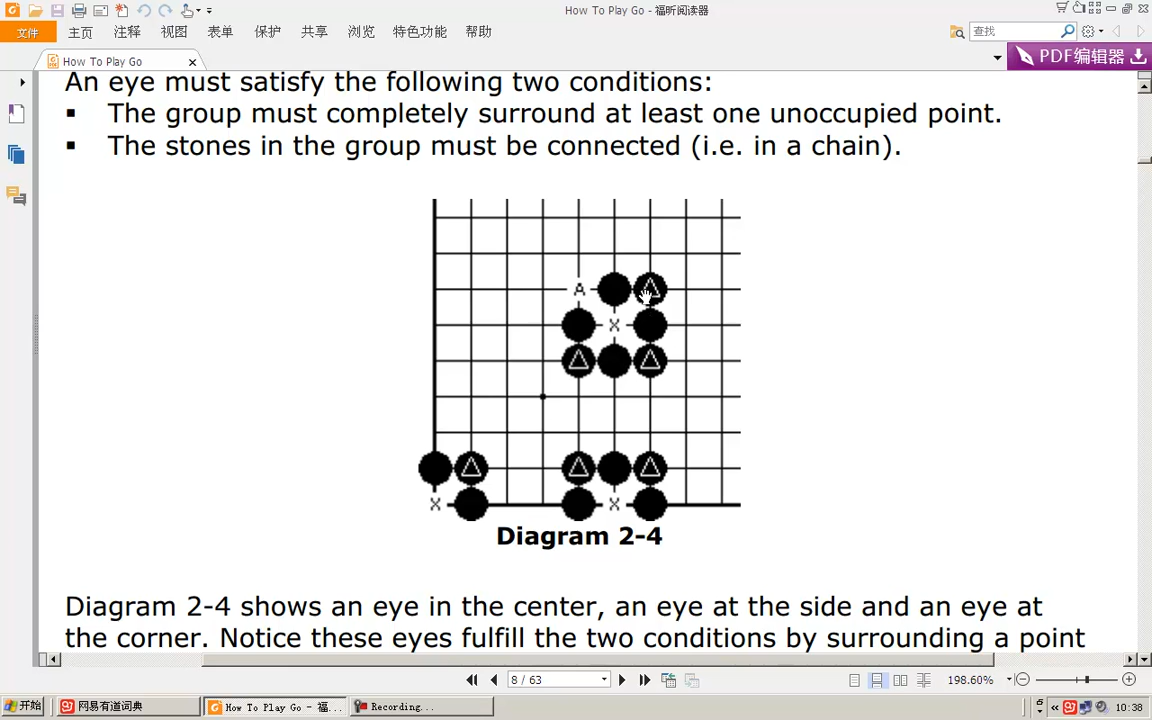 How To Play Go - 福昕阅读器
文件 主页 注释 视图 表单 保护 共享 浏览 特色功能 帮助 查找
How To Play Go PDF编辑器
An eye must satisfy the following two conditions:
▪ The group must completely surround at least one unoccupied point.
▪ The stones in the group must be connected (i.e. in a chain).
A
X
X X
Diagram 2-4
Diagram 2-4 shows an eye in the center, an eye at the side and an eye at
the corner. Notice these eyes fulfill the two conditions by surrounding a point
8 / 63 198.60%
开始 网易有道词典 How To Play Go - 福... Recording... « 10:38